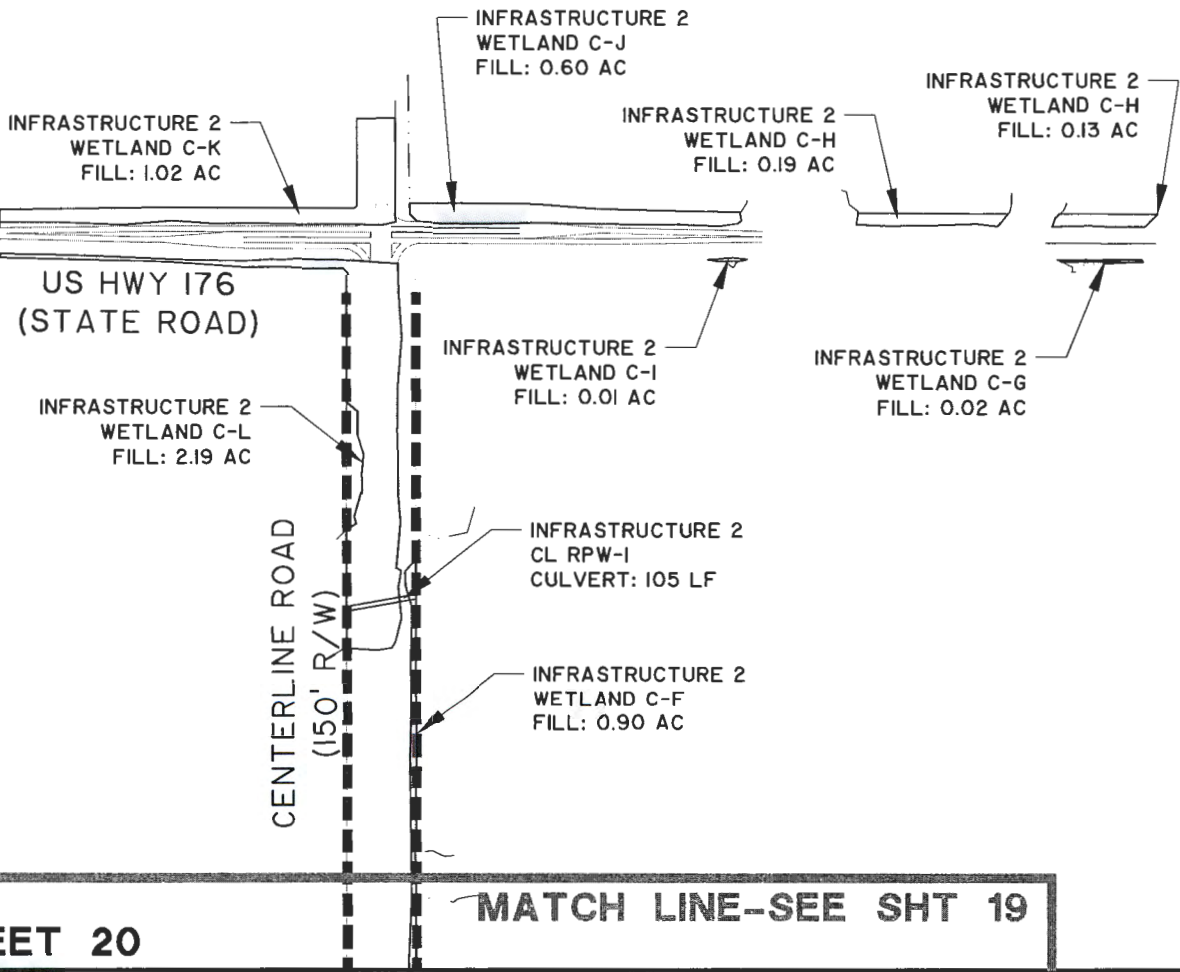 INFRASTRUCTURE 2
WETLAND C-J
FILL: 0.60 AC
INFRASTRUCTURE 2
WETLAND C-H
FILL: 0.13 AC
INFRASTRUCTURE 2
WETLAND C-K
FILL: 1.02 AC
INFRASTRUCTURE 2
WETLAND C-H
FILL: 0.19 AC
US HWY 176
(STATE ROAD)
INFRASTRUCTURE 2
WETLAND C-I
FILL: 0.01 AC
INFRASTRUCTURE 2
WETLAND C-G
FILL: 0.02 AC
INFRASTRUCTURE 2
WETLAND C-L
FILL: 2.19 AC
INFRASTRUCTURE 2
CL RPW-1
CULVERT: 105 LF
CENTERLINE ROAD
(150' R/W)
INFRASTRUCTURE 2
WETLAND C-F
FILL: 0.90 AC
MATCH LINE-SEE SHT 19
EET 20